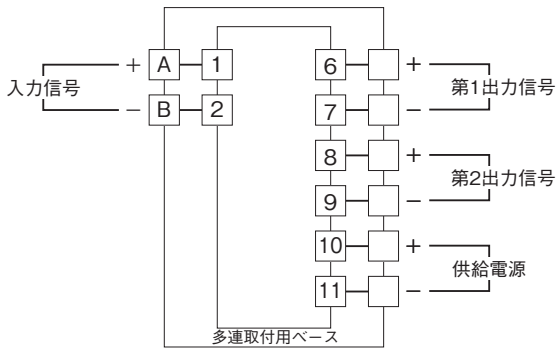 + A 1
入力信号
− B 2
6 +
第1出力信号
7 −
8 +
第2出力信号
9 −
10 +
供給電源
11 −
多連取付用ベース